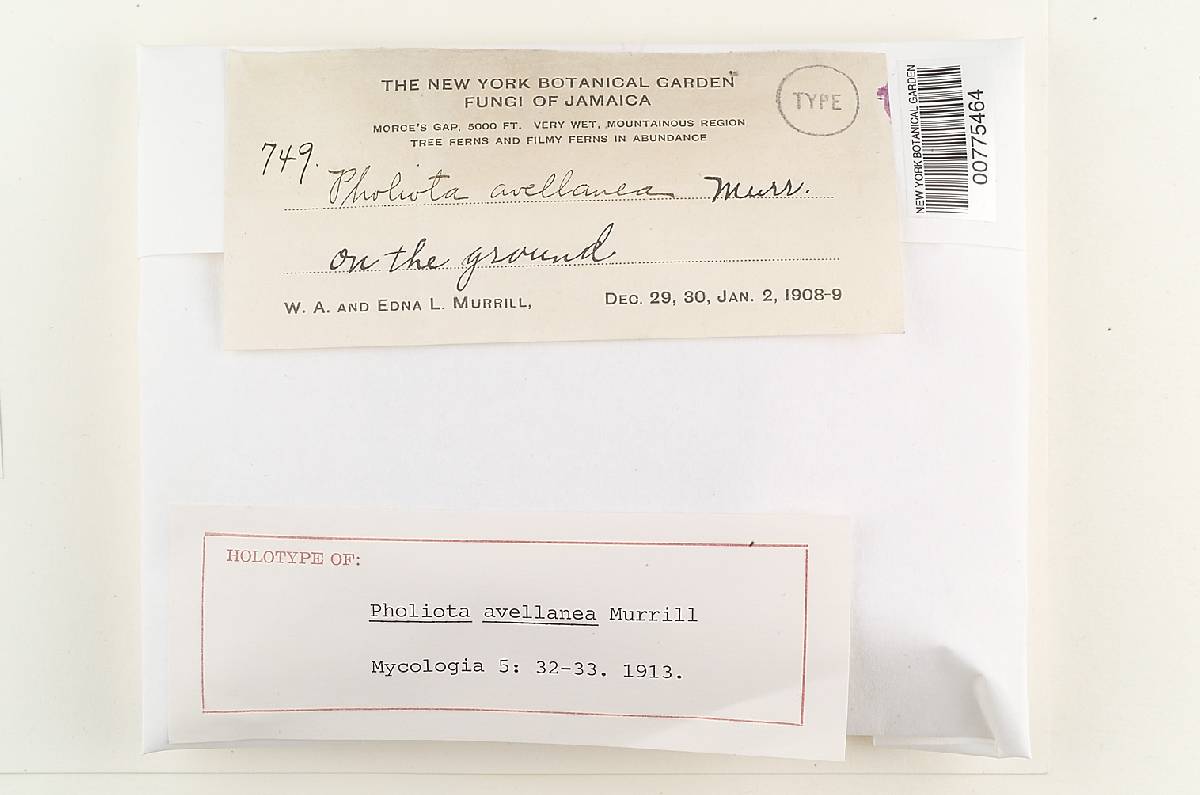 THE NEW YORK BOTANICAL GARDEN
FUNGI OF JAMAICA
TYPE
MORCE'S GAP, 5000 FT. VERY WET, MOUNTAINOUS REGION
TREE FERNS AND FILMY FERNS IN ABUNDANCE
749.
Pholiota avellanea Murr.
on the ground
W. A. AND EDNA L. MURRILL, DEC. 29, 30, JAN. 2, 1908-9
NEW YORK BOTANICAL GARDEN
00775464
HOLOTYPE OF:
Pholiota avellanea Murrill
Mycologia 5: 32-33. 1913.